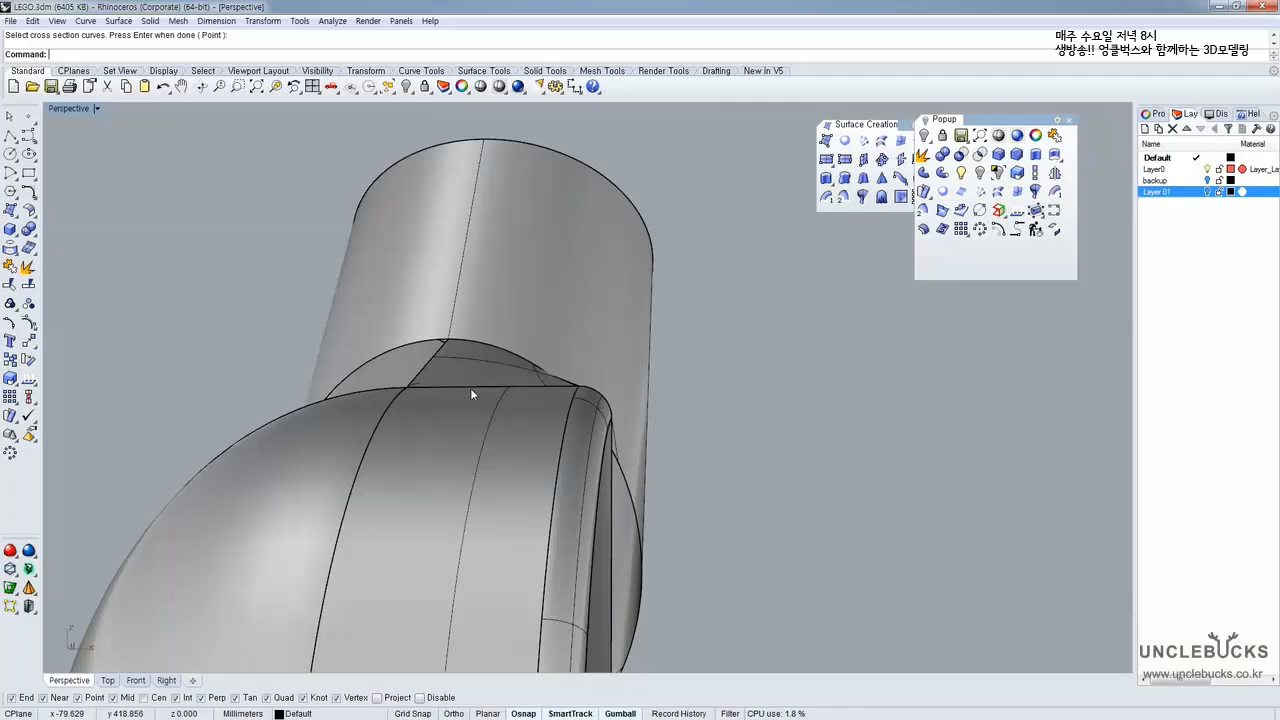 LEGO.3dm (6405 KB) - Rhinoceros (Corporate) (64-bit) - [Perspective]
File Edit View Curve Surface Solid Mesh Dimension Transform Tools Analyze Render Panels Help
Select cross section curves. Press Enter when done ( Point ):
Command:
매주 수요일 저녁 8시
생방송!! 엉클벅스와 함께하는 3D모델링
Standard CPlanes Set View Display Select Viewport Layout Visibility Transform Curve Tools Surface Tools Solid Tools Mesh Tools Render Tools Drafting New in V5
Perspective
Surface Creation
Popup
Pro Lay Dis Hel
Name Material
Default
Layer0 Layer_La
backup
Layer 01
z
y x
UNCLEBUCKS
www.unclebucks.co.kr
Perspective Top Front Right
End Near Point Mid Cen Int Perp Tan Quad Knot Vertex Project Disable
CPlane x -79.629 y 418.856 z 0.000 Millimeters Default Grid Snap Ortho Planar Osnap SmartTrack Gumball Record History Filter CPU use: 1.8 %